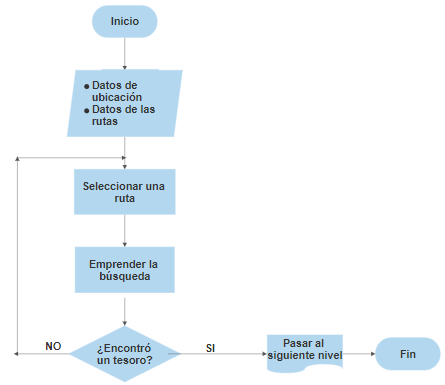 Inicio
● Datos de
ubicación
● Datos de las
rutas
Seleccionar una
ruta
Emprender la
búsqueda
¿Encontró
un tesoro?
NO
SI
Pasar al
siguiente nivel
Fin